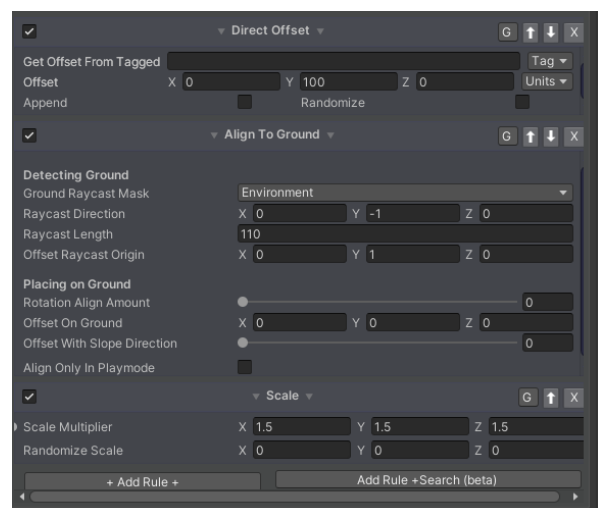 Direct Offset G X
Get Offset From Tagged Tag
Offset X 0 Y 100 Z 0 Units
Append Randomize
Align To Ground G X
Detecting Ground
Ground Raycast Mask Environment
Raycast Direction X 0 Y -1 Z 0
Raycast Length 110
Offset Raycast Origin X 0 Y 1 Z 0
Placing on Ground
Rotation Align Amount 0
Offset On Ground X 0 Y 0 Z 0
Offset With Slope Direction 0
Align Only In Playmode
Scale G X
Scale Multiplier X 1.5 Y 1.5 Z 1.5
Randomize Scale X 0 Y 0 Z 0
+ Add Rule + Add Rule +Search (beta)